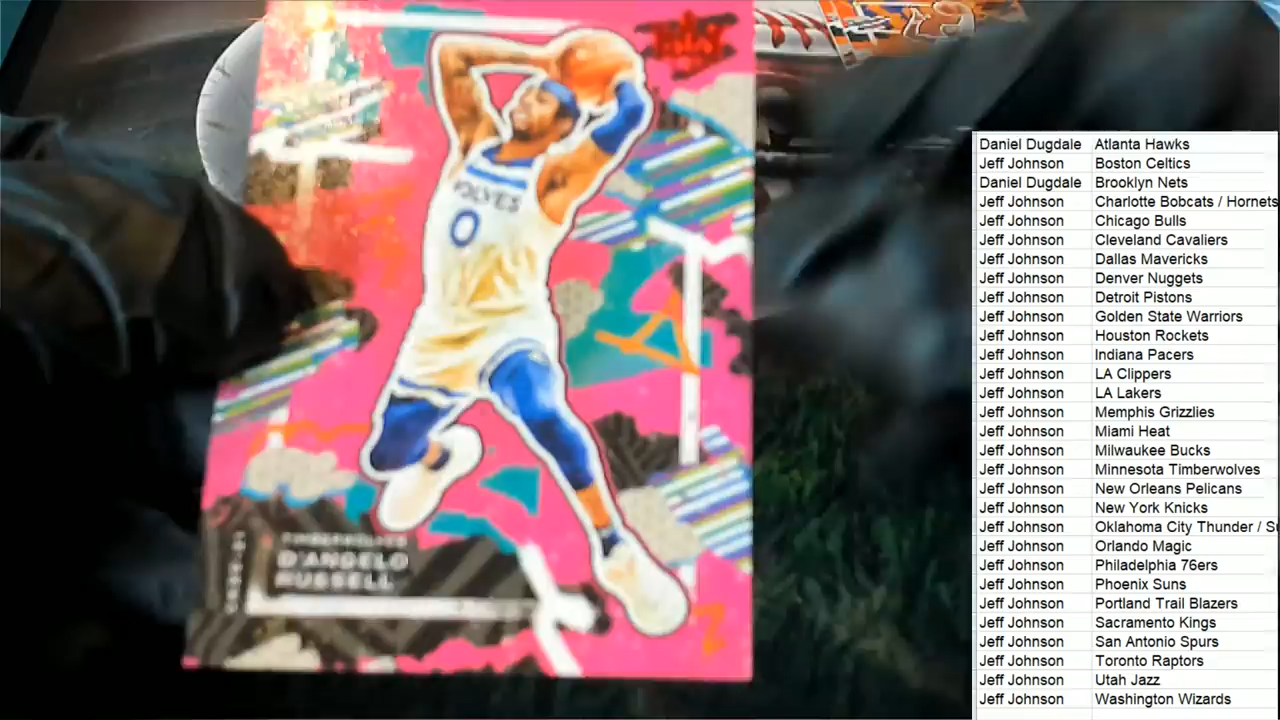 WOLVES
0
TIMBERWOLVES
D'ANGELO
RUSSELL
Daniel Dugdale Atlanta Hawks
Jeff Johnson Boston Celtics
Daniel Dugdale Brooklyn Nets
Jeff Johnson Charlotte Bobcats / Hornets
Jeff Johnson Chicago Bulls
Jeff Johnson Cleveland Cavaliers
Jeff Johnson Dallas Mavericks
Jeff Johnson Denver Nuggets
Jeff Johnson Detroit Pistons
Jeff Johnson Golden State Warriors
Jeff Johnson Houston Rockets
Jeff Johnson Indiana Pacers
Jeff Johnson LA Clippers
Jeff Johnson LA Lakers
Jeff Johnson Memphis Grizzlies
Jeff Johnson Miami Heat
Jeff Johnson Milwaukee Bucks
Jeff Johnson Minnesota Timberwolves
Jeff Johnson New Orleans Pelicans
Jeff Johnson New York Knicks
Jeff Johnson Oklahoma City Thunder / S
Jeff Johnson Orlando Magic
Jeff Johnson Philadelphia 76ers
Jeff Johnson Phoenix Suns
Jeff Johnson Portland Trail Blazers
Jeff Johnson Sacramento Kings
Jeff Johnson San Antonio Spurs
Jeff Johnson Toronto Raptors
Jeff Johnson Utah Jazz
Jeff Johnson Washington Wizards